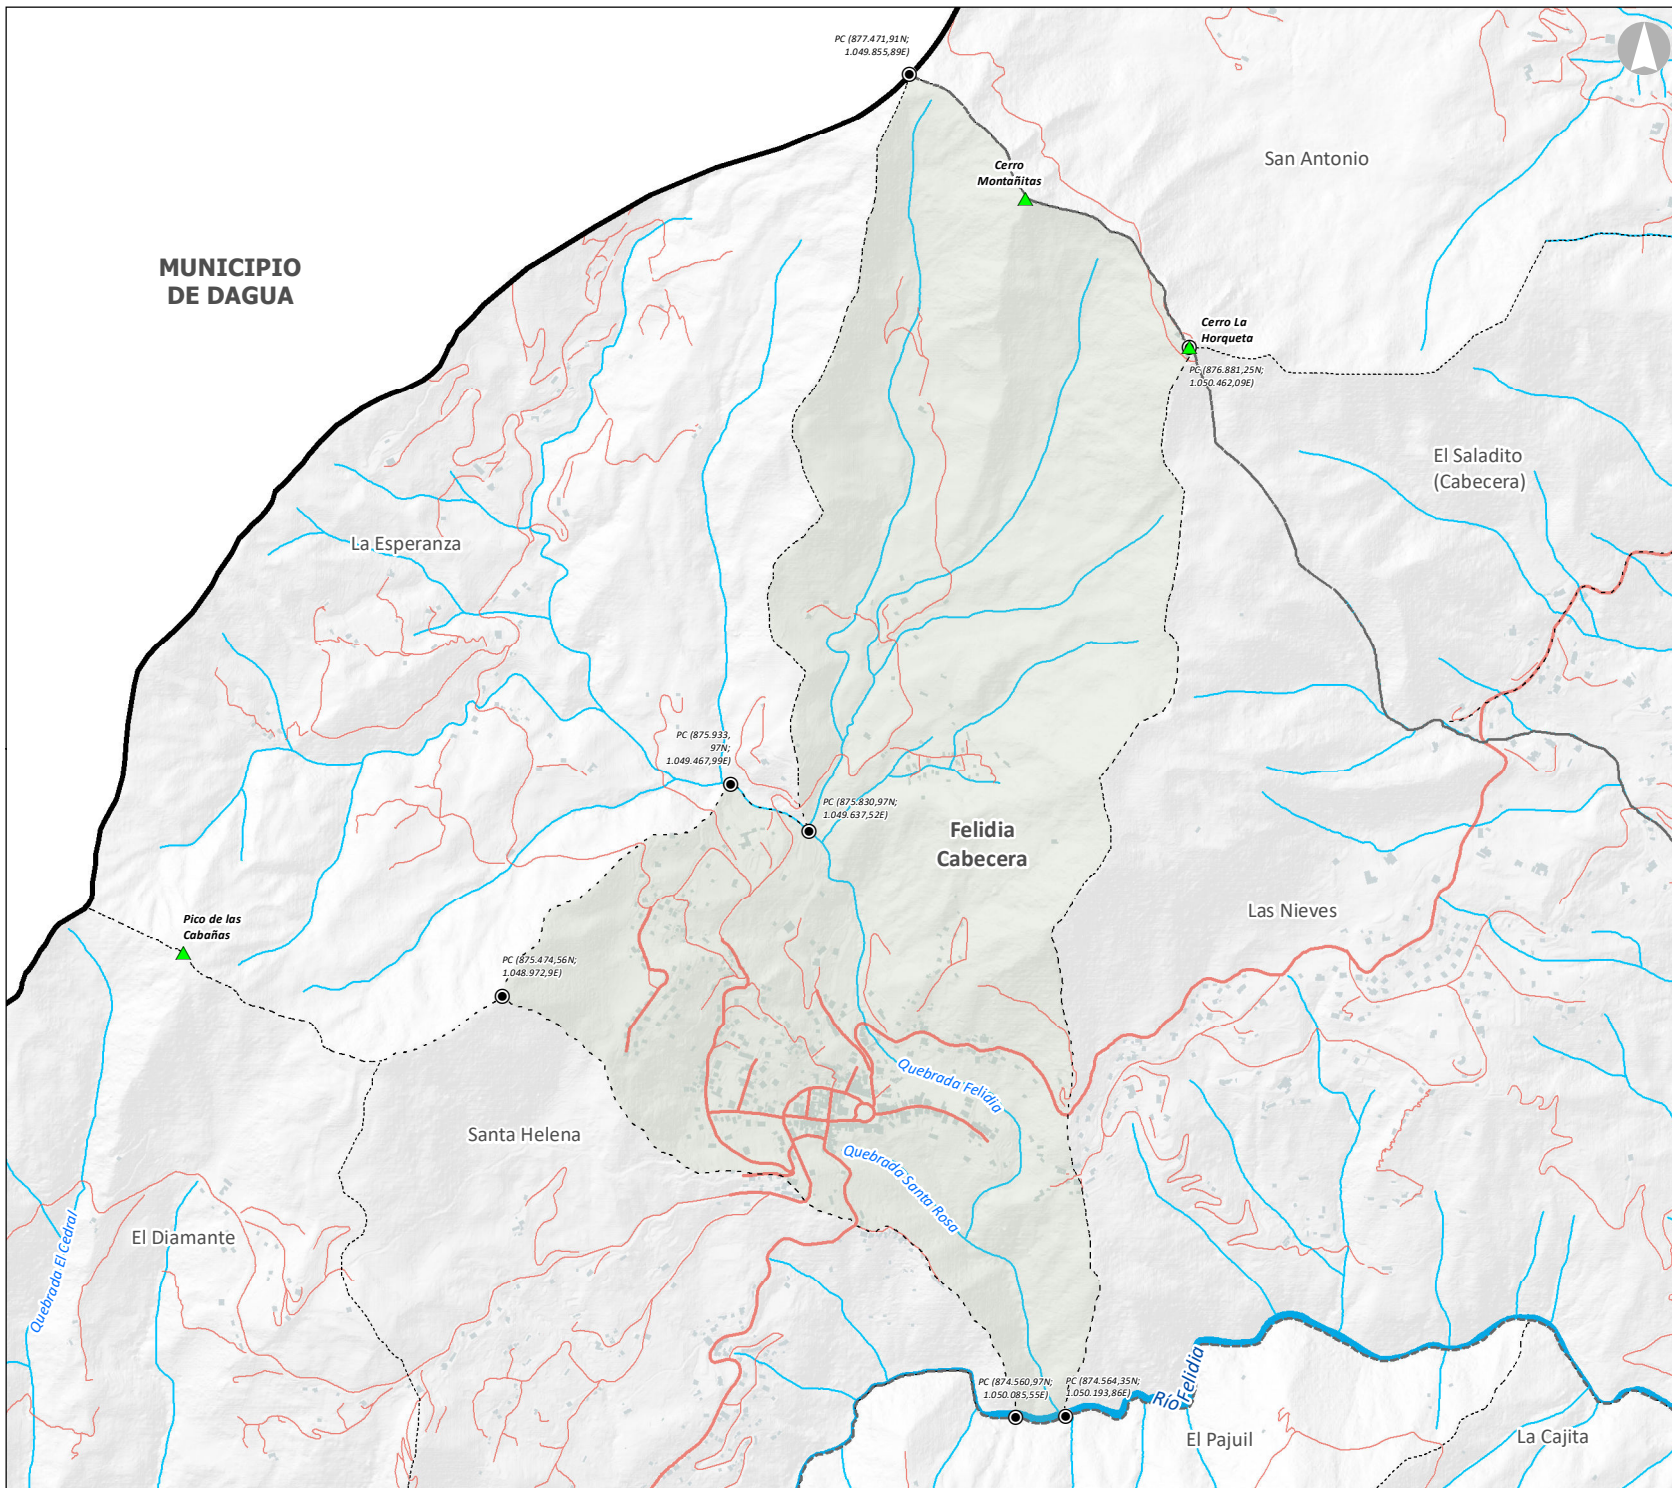 PC (877.471,91N;
1.049.855,89E)
San Antonio
Cerro
Montañitas
MUNICIPIO
DE DAGUA
Cerro La
Horqueta
PC (876.881,25N;
1.050.462,09E)
El Saladito
(Cabecera)
La Esperanza
PC (875.933,
97N;
1.049.467,99E)
PC (875.830,97N;
1.049.637,52E)
Felidia
Cabecera
Las Nieves
Pico de las
Cabañas
PC (875.474,56N;
1.048.972,9E)
Quebrada Felidia
Santa Helena
Quebrada Santa Rosa
El Diamante
Quebrada El Cedral
PC (874.560,97N;
1.050.085,55E)
PC (874.564,35N;
1.050.193,86E)
Río Felidia
El Pajuil
La Cajita